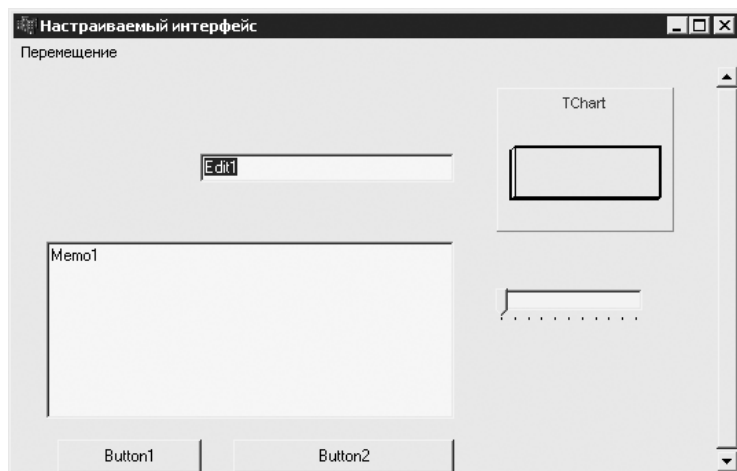 Настраиваемый интерфейс
Перемещение
TChart
Edit1
Memo1
Button1
Button2